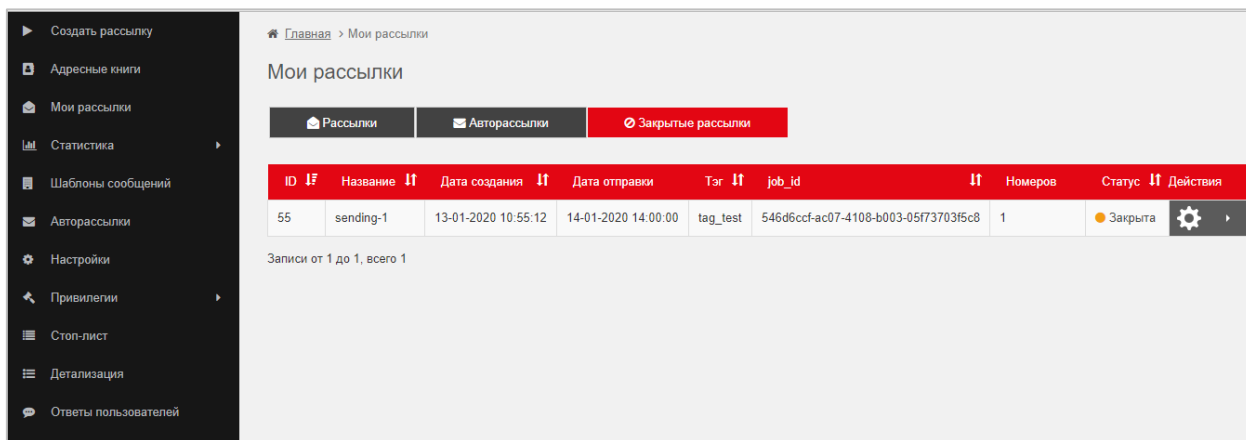 Создать рассылку
Адресные книги
Мои рассылки
Статистика
Шаблоны сообщений
Авторассылки
Настройки
Привилегии
Стоп-лист
Детализация
Ответы пользователей
Главная > Мои рассылки
Мои рассылки
Рассылки Авторассылки Закрытые рассылки
ID Название Дата создания Дата отправки Тэг job_id Номеров Статус Действия
55 sending-1 13-01-2020 10:55:12 14-01-2020 14:00:00 tag_test 546d6ccf-ac07-4108-b003-05f73703f5c8 1 Закрыта
Записи от 1 до 1, всего 1